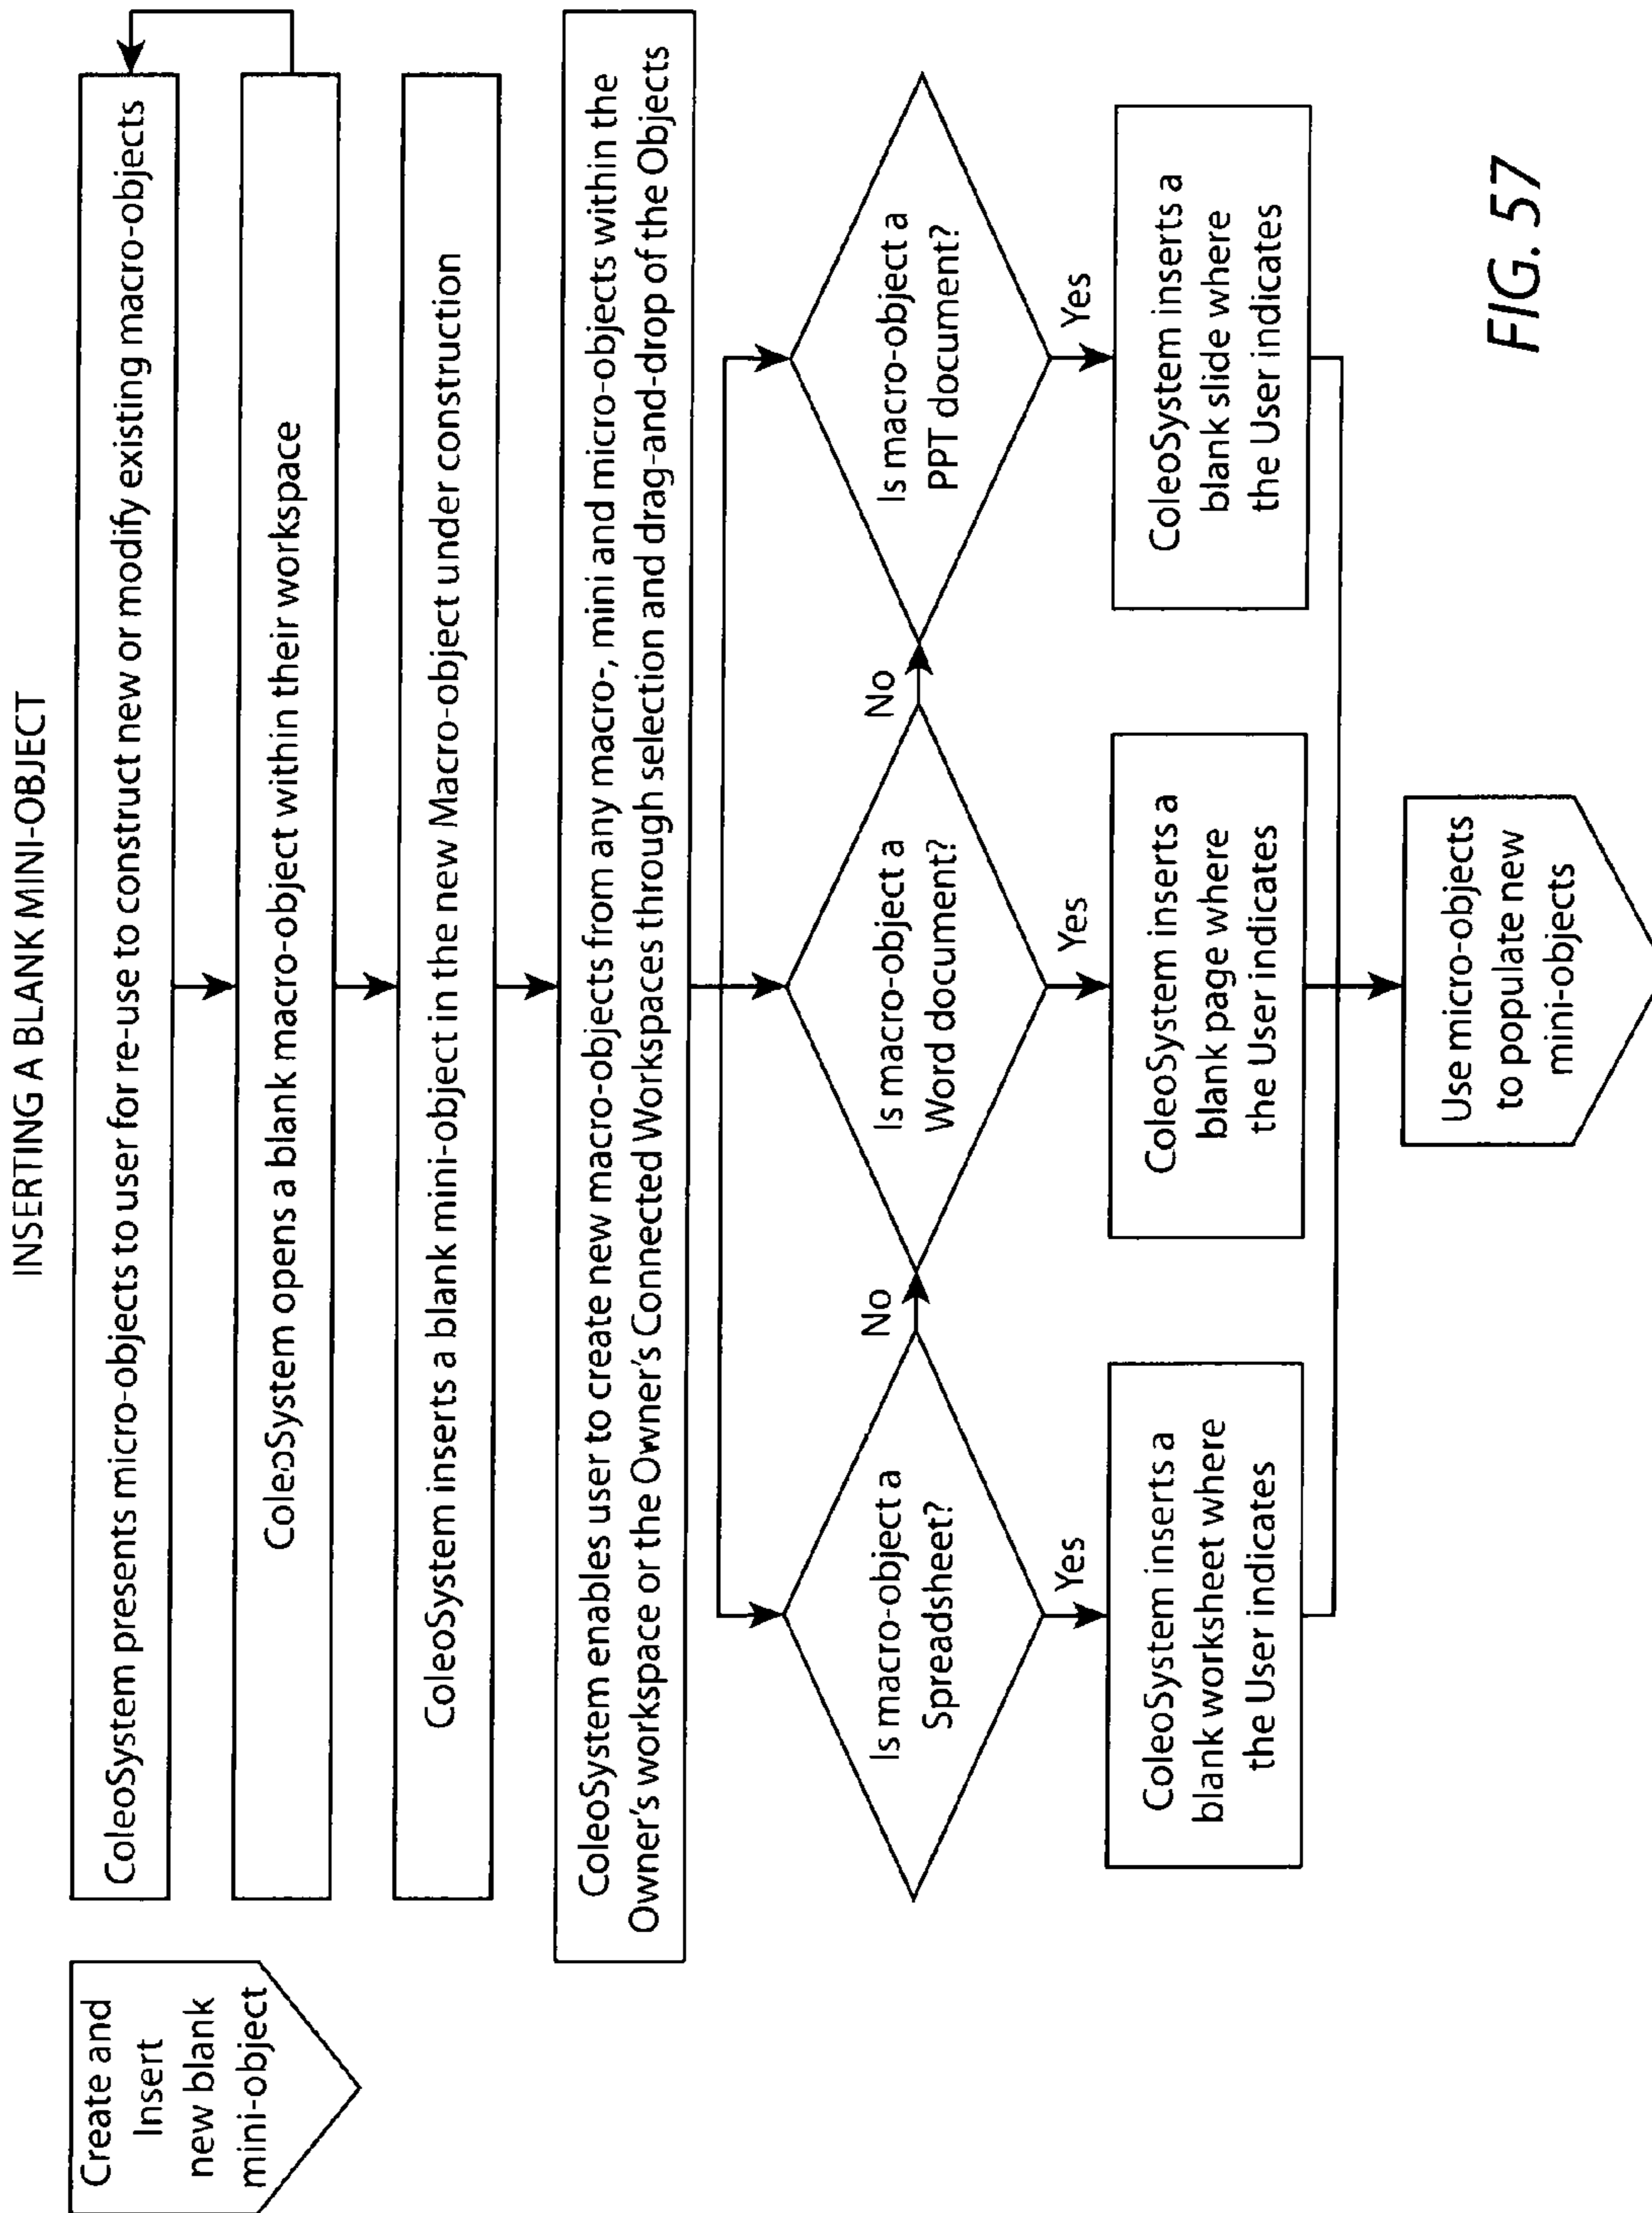 INSERTING A BLANK MINI-OBJECT
Create and
Insert
new blank
mini-object
ColeoSystem presents micro-objects to user for re-use to construct new or modify existing macro-objects
ColeoSystem opens a blank macro-object within their workspace
ColeoSystem inserts a blank mini-object in the new Macro-object under construction
ColeoSystem enables user to create new macro-objects from any macro-, mini and micro-objects within the
Owner's workspace or the Owner's Connected Workspaces through selection and drag-and-drop of the Objects
Is macro-object a
Spreadsheet?
No
Is macro-object a
Word document?
No
Is macro-object a
PPT document?
Yes
Yes
Yes
ColeoSystem inserts a
blank worksheet where
the User indicates
ColeoSystem inserts a
blank page where
the User indicates
ColeoSystem inserts a
blank slide where
the User indicates
Use micro-objects
to populate new
mini-objects
FIG. 57